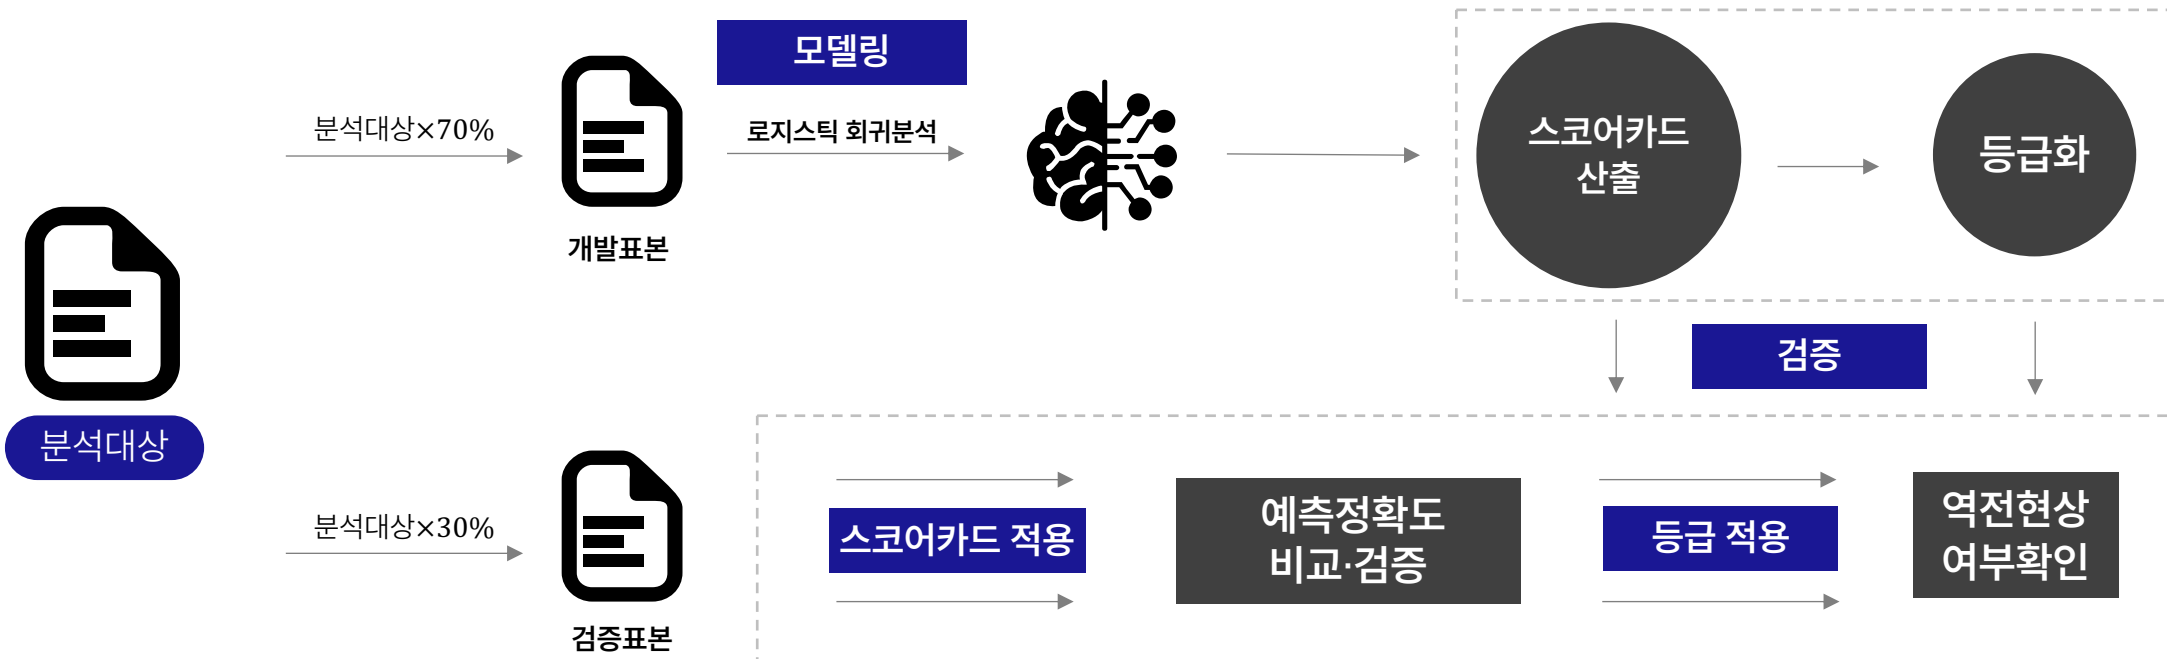 모델링
분석대상×70%
로지스틱 회귀분석
스코어카드
산출
등급화
개발표본
검증
분석대상
분석대상×30%
스코어카드 적용
예측정확도
비교·검증
등급 적용
역전현상
여부확인
검증표본